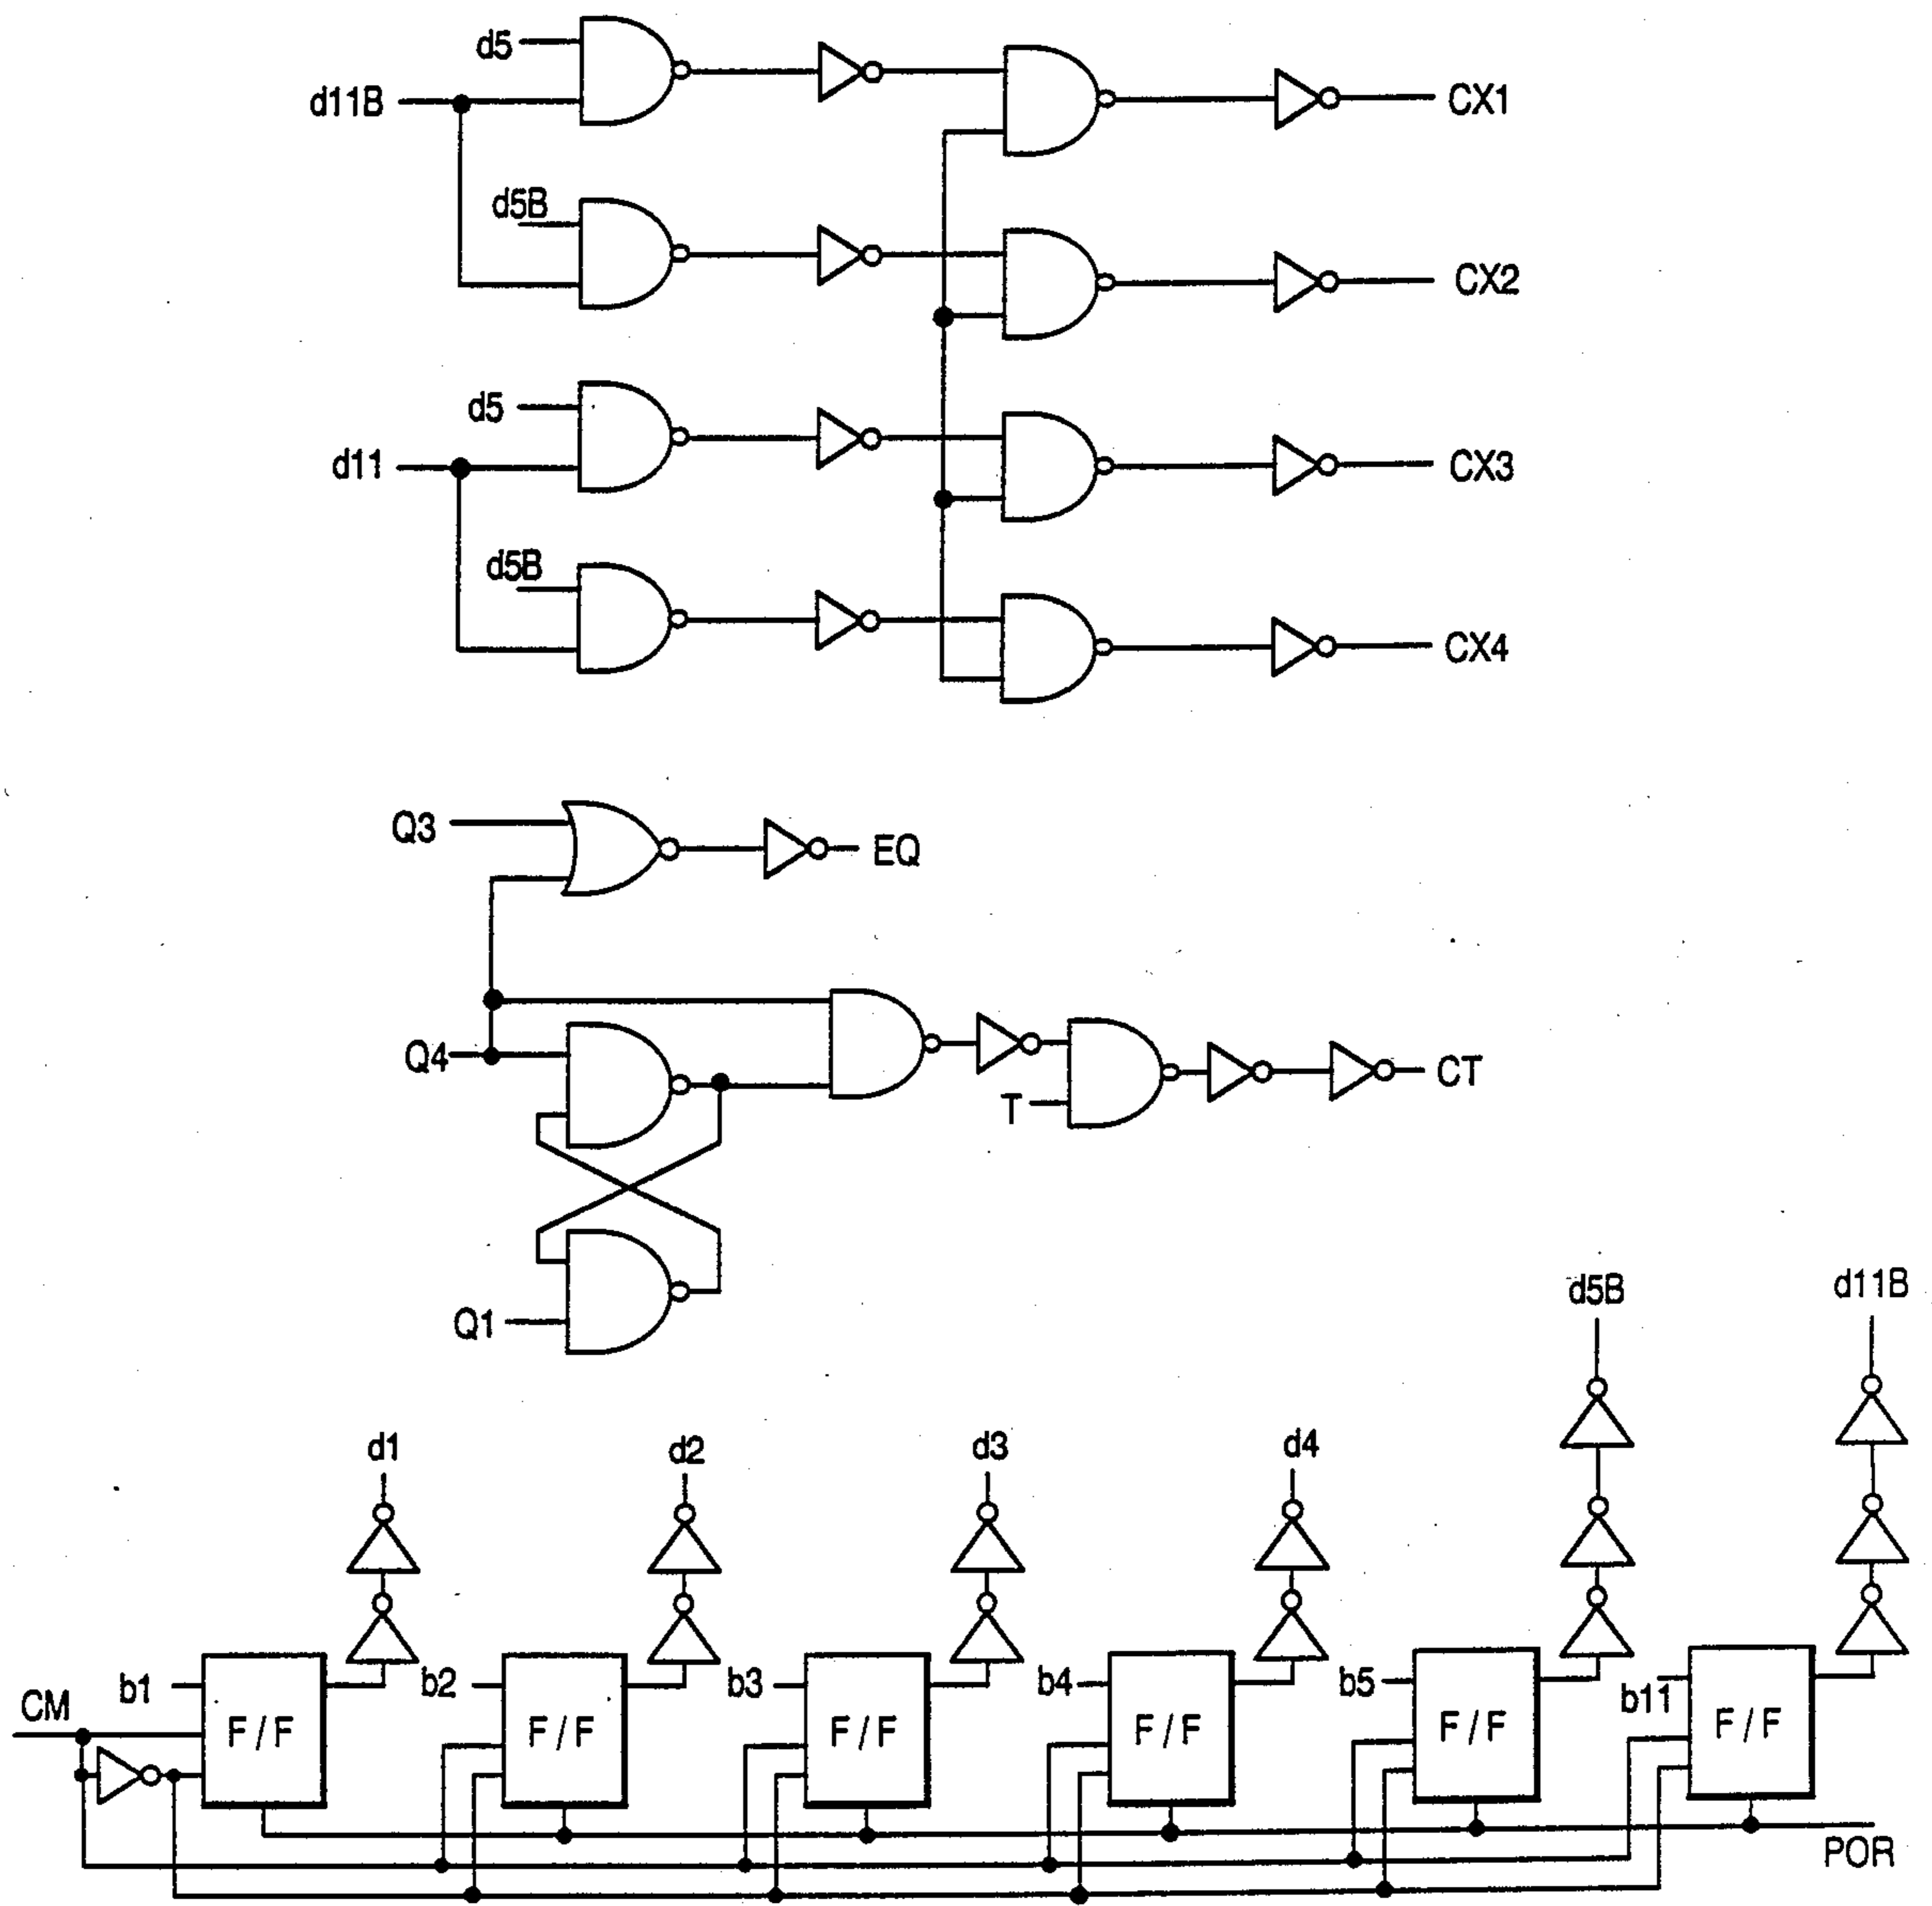 d5
d11B
CX1
d5B
CX2
d5
d11
CX3
d5B
CX4
Q3
EQ
Q4
T
CT
Q1
d5B
d11B
d1
d2
d3
d4
b1
b2
b3
b4
b5
b11
CM
F/F
F/F
F/F
F/F
F/F
F/F
POR